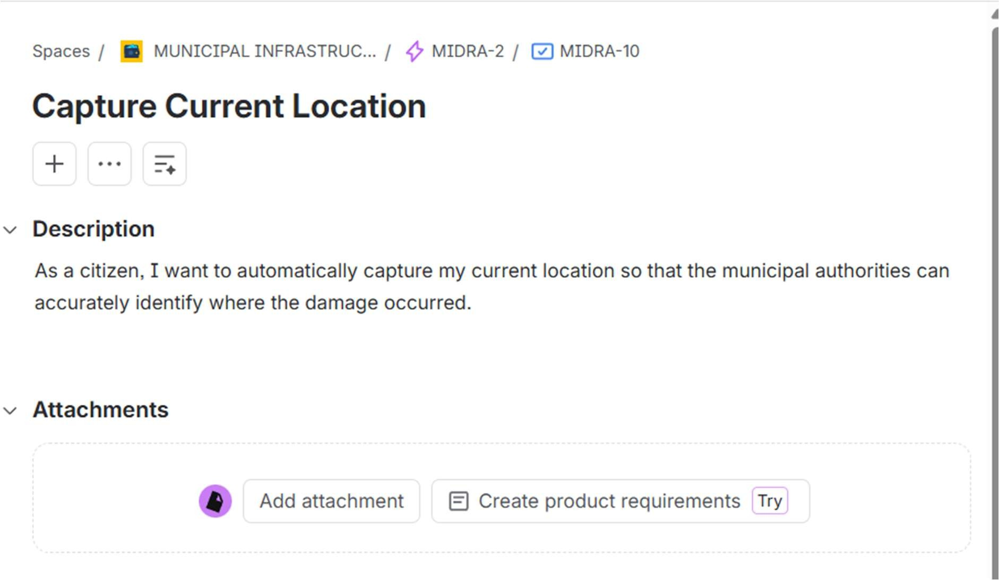 Spaces / MUNICIPAL INFRASTRUC... / MIDRA-2 / MIDRA-10
Capture Current Location
Description
As a citizen, I want to automatically capture my current location so that the municipal authorities can
accurately identify where the damage occurred.
Attachments
Add attachment Create product requirements Try